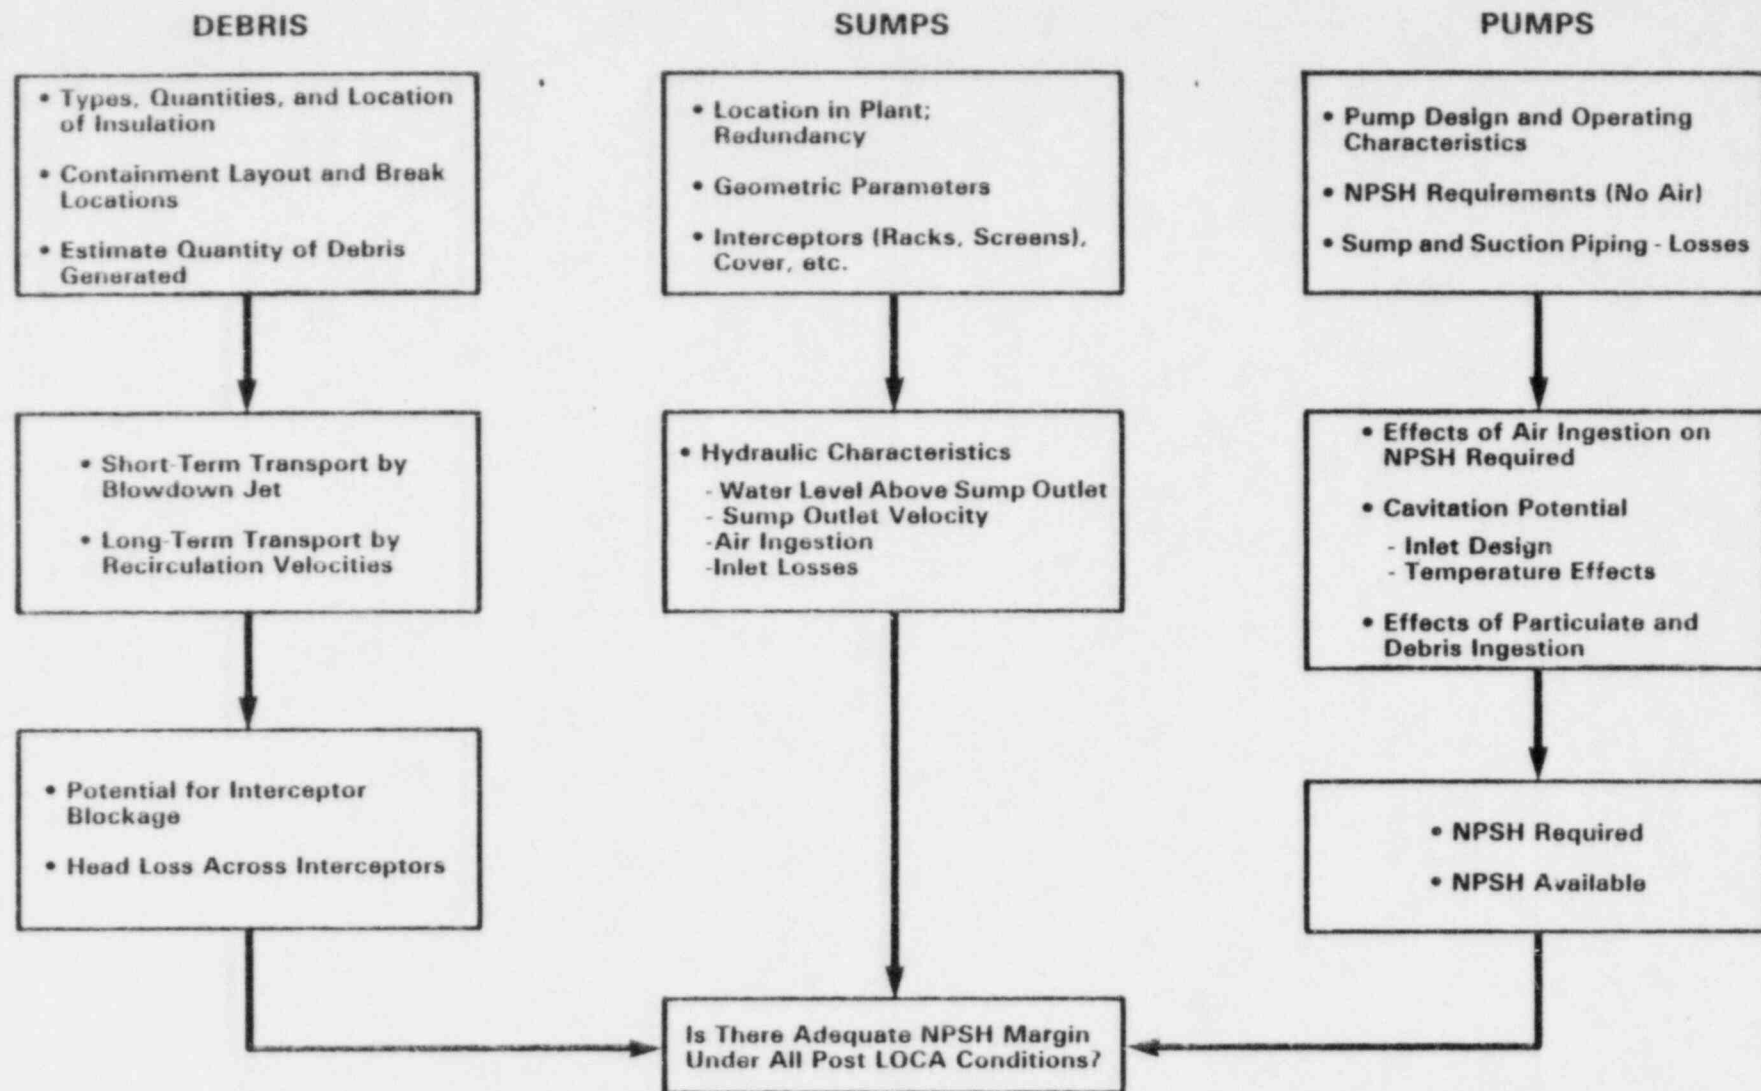 DEBRIS
• Types, Quantities, and Location
of Insulation
• Containment Layout and Break
Locations
• Estimate Quantity of Debris
Generated
• Short-Term Transport by
Blowdown Jet
• Long-Term Transport by
Recirculation Velocities
• Potential for Interceptor
Blockage
• Head Loss Across Interceptors
SUMPS
• Location in Plant;
Redundancy
• Geometric Parameters
• Interceptors (Racks, Screens),
Cover, etc.
• Hydraulic Characteristics
- Water Level Above Sump Outlet
- Sump Outlet Velocity
-Air Ingestion
-Inlet Losses
PUMPS
• Pump Design and Operating
Characteristics
• NPSH Requirements (No Air)
• Sump and Suction Piping - Losses
• Effects of Air Ingestion on
NPSH Required
• Cavitation Potential
- Inlet Design
- Temperature Effects
• Effects of Particulate and
Debris Ingestion
• NPSH Required
• NPSH Available
Is There Adequate NPSH Margin
Under All Post LOCA Conditions?